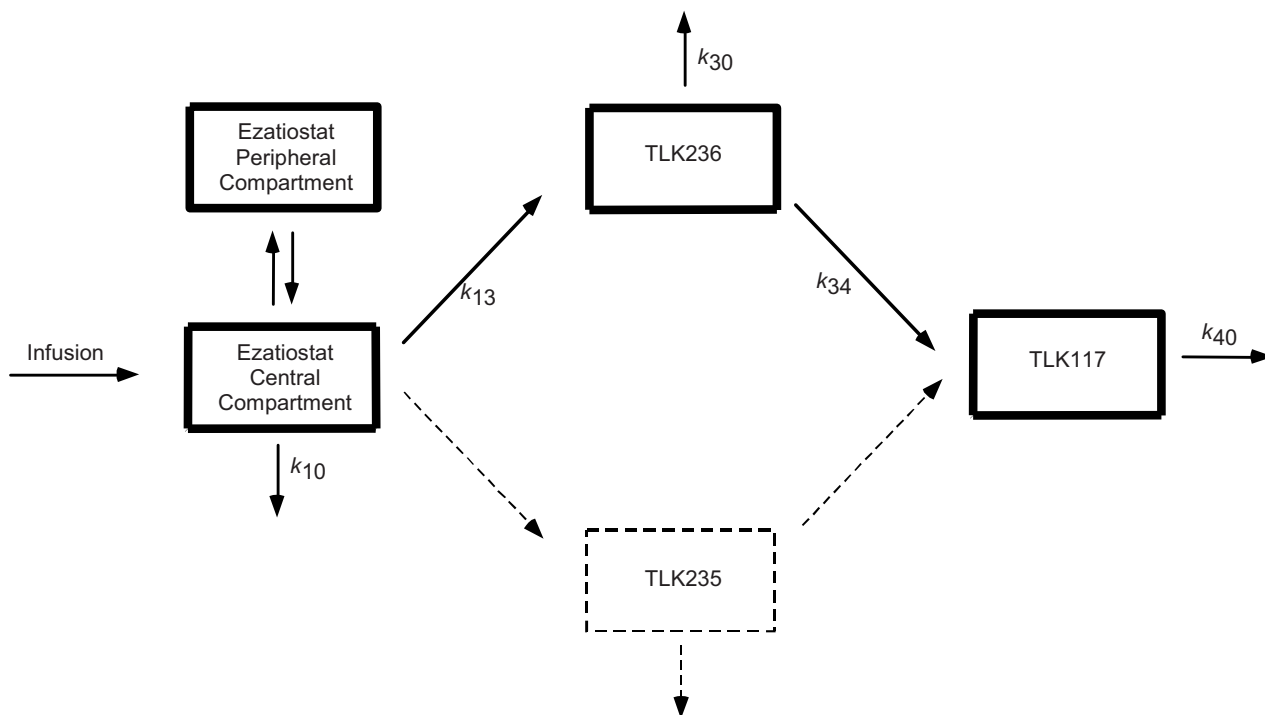 k30
Ezatiostat
Peripheral
Compartment
TLK236
k13
k34
Infusion
Ezatiostat
Central
Compartment
TLK117
k40
k10
TLK235